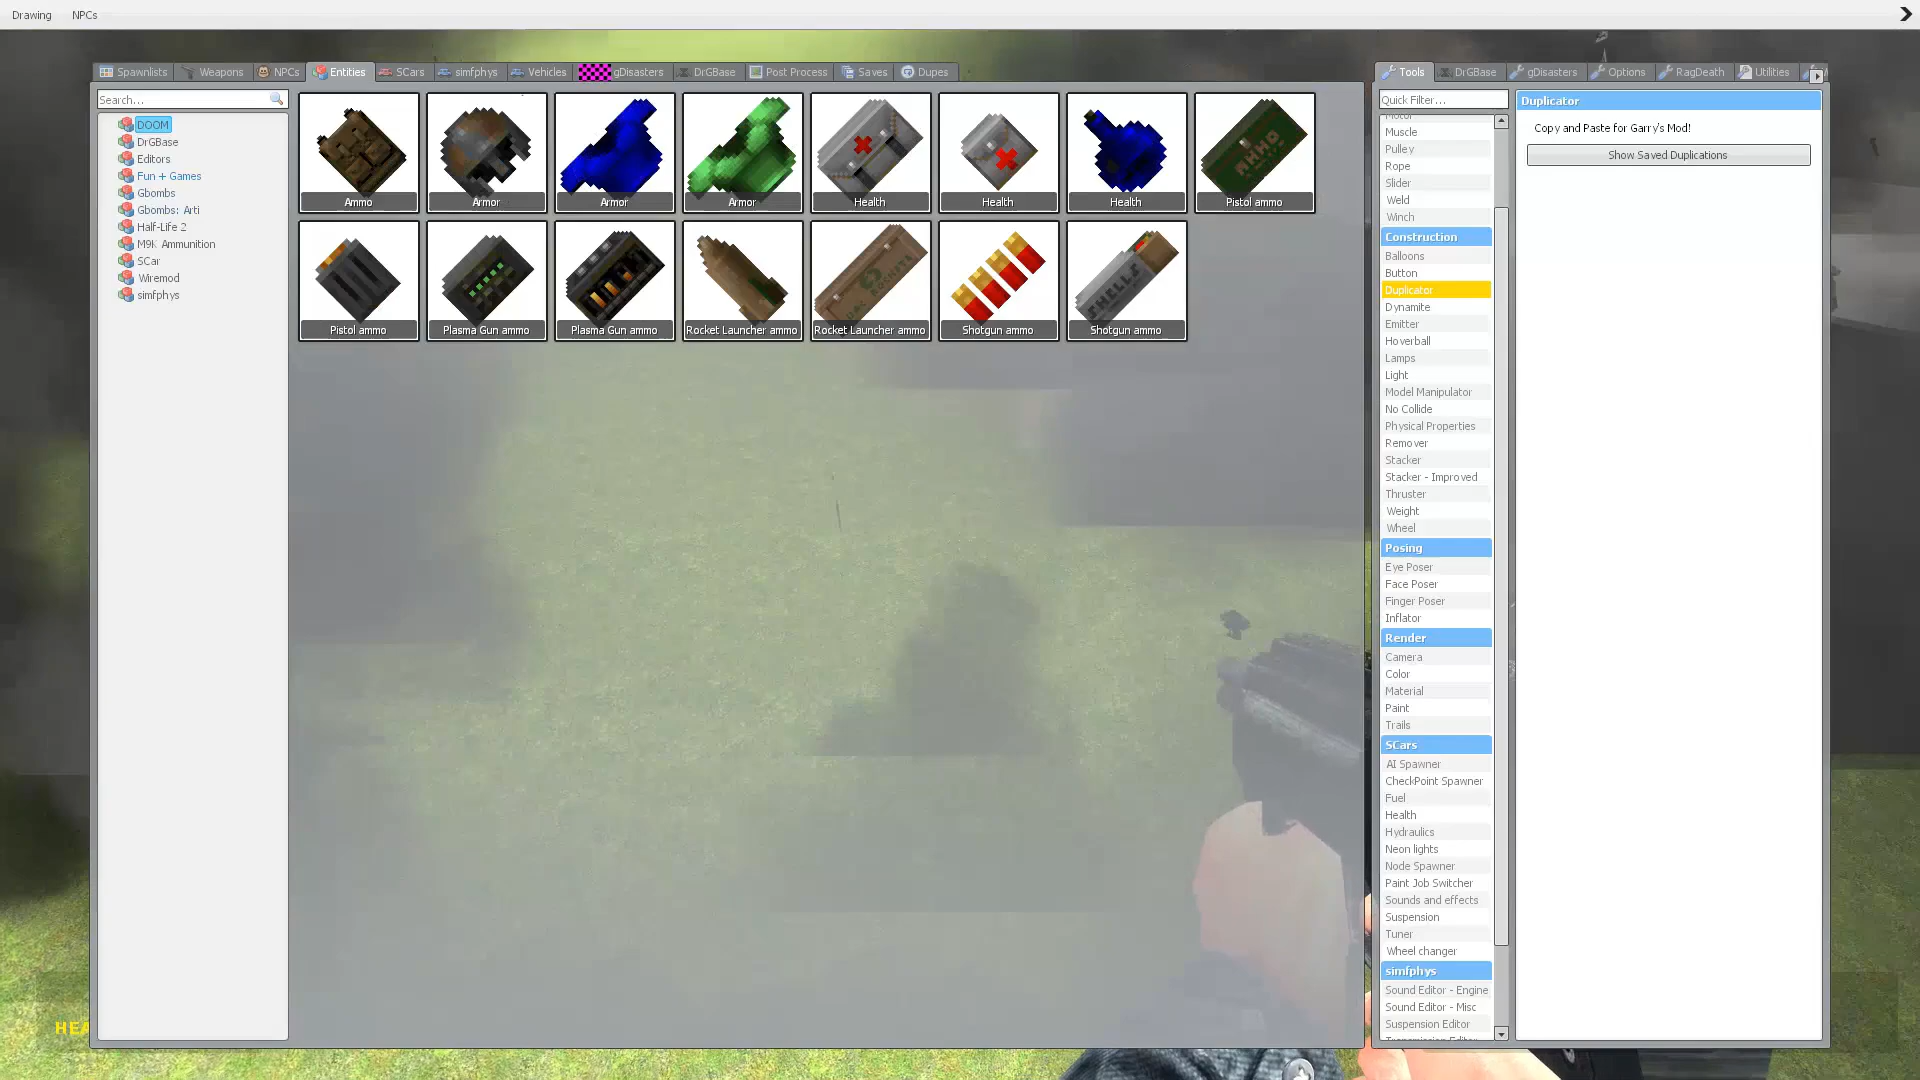 Drawing NPCs
Spawnlists Weapons NPCs Entities SCars simfphys Vehicles gDisasters DrGBase Post Process Saves Dupes
Search...
DOOM
DrGBase
Editors
Fun + Games
Gbombs
Gbombs: Arti
Half-Life 2
M9K Ammunition
SCar
Wiremod
simfphys
Ammo Armor Armor Armor Health Health Health Pistol ammo
AMMO
Pistol ammo Plasma Gun ammo Plasma Gun ammo Rocket Launcher ammo Rocket Launcher ammo Shotgun ammo Shotgun ammo
SHELLS
HEA
Tools DrGBase gDisasters Options RagDeath Utilities
Quick Filter...
Motor
Muscle
Pulley
Rope
Slider
Weld
Winch
Construction
Balloons
Button
Duplicator
Dynamite
Emitter
Hoverball
Lamps
Light
Model Manipulator
No Collide
Physical Properties
Remover
Stacker
Stacker - Improved
Thruster
Weight
Wheel
Posing
Eye Poser
Face Poser
Finger Poser
Inflator
Render
Camera
Color
Material
Paint
Trails
SCars
AI Spawner
CheckPoint Spawner
Fuel
Health
Hydraulics
Neon lights
Node Spawner
Paint Job Switcher
Sounds and effects
Suspension
Tuner
Wheel changer
simfphys
Sound Editor - Engine
Sound Editor - Misc
Suspension Editor
Transmission Editor
Duplicator
Copy and Paste for Garry's Mod!
Show Saved Duplications